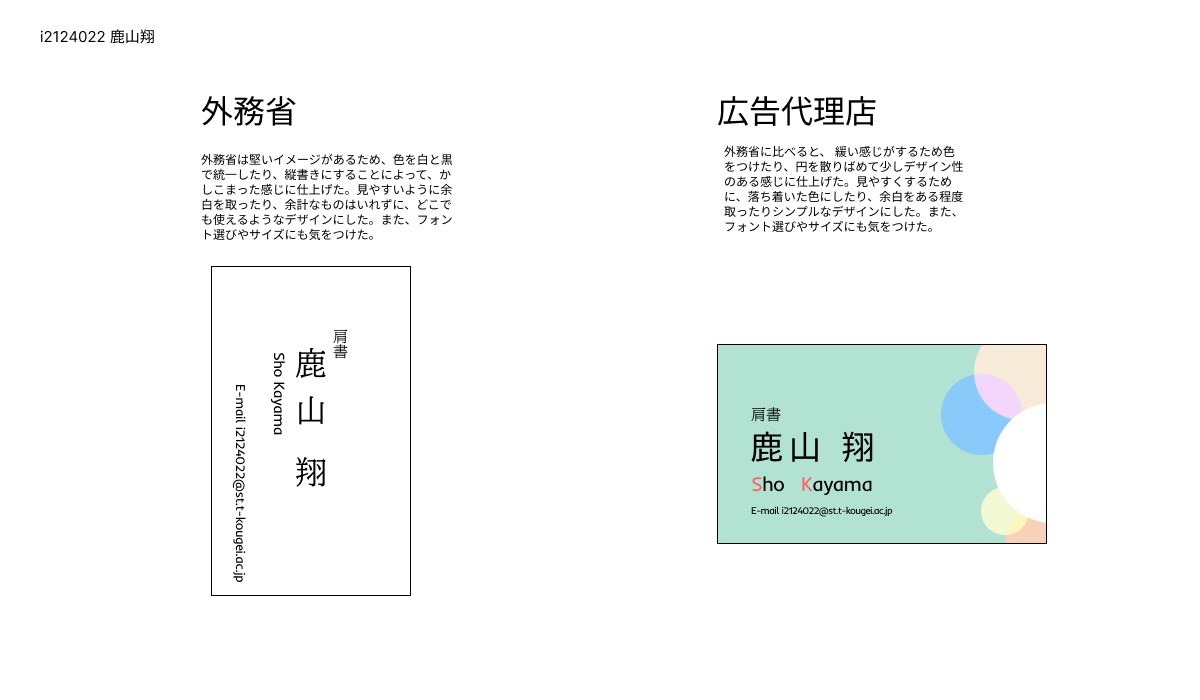 i2124022 鹿山翔
外務省
外務省は堅いイメージがあるため、色を白と黒
で統一したり、縦書きにすることによって、か
しこまった感じに仕上げた。見やすいように余
白を取ったり、余計なものはいれずに、どこで
も使えるようなデザインにした。また、フォン
ト選びやサイズにも気をつけた。
肩書
鹿山 翔
Sho Kayama
E-mail i2124022@st.t-kougei.ac.jp
広告代理店
外務省に比べると、 緩い感じがするため色
をつけたり、円を散りばめて少しデザイン性
のある感じに仕上げた。見やすくするため
に、落ち着いた色にしたり、余白をある程度
取ったりシンプルなデザインにした。また、
フォント選びやサイズにも気をつけた。
肩書
鹿山 翔
Sho Kayama
E-mail i2124022@st.t-kougei.ac.jp